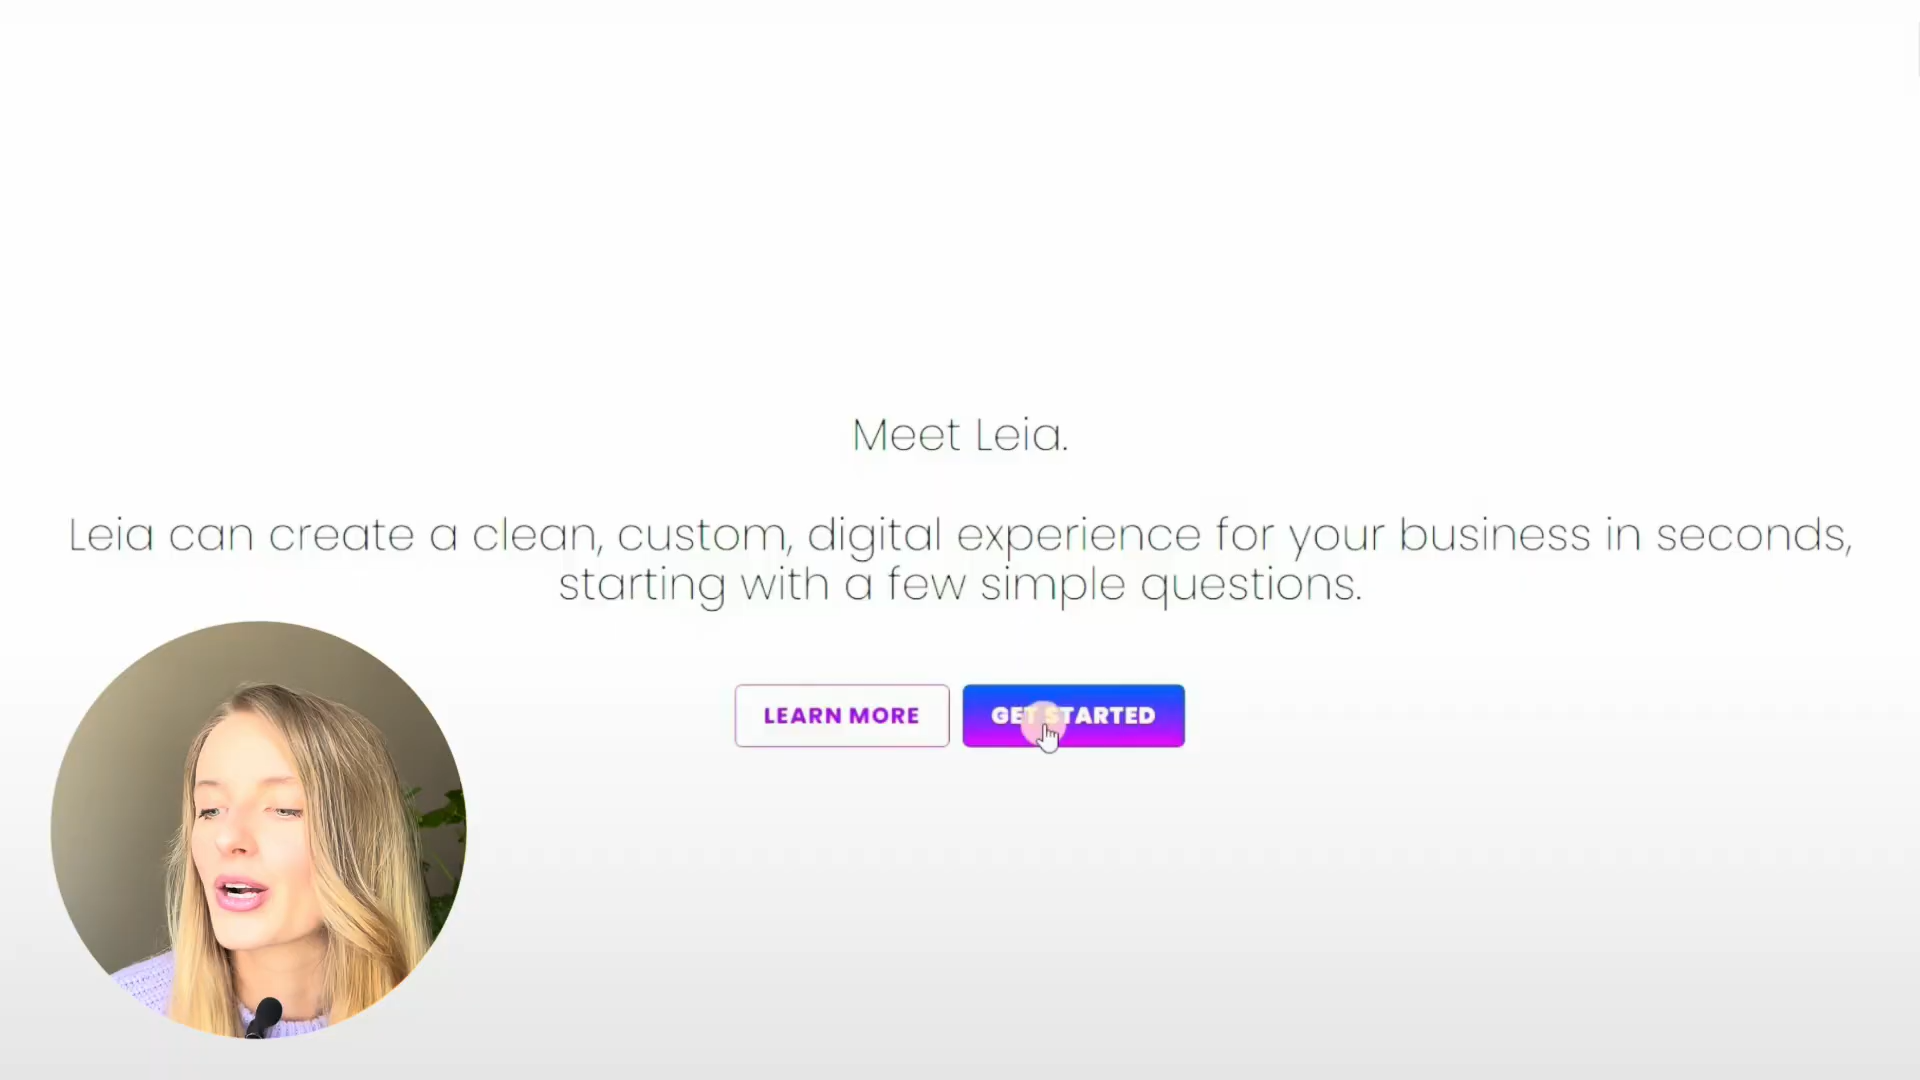 Meet Leia.
Leia can create a clean, custom, digital experience for your business in seconds,
starting with a few simple questions.
LEARN MORE
GET STARTED